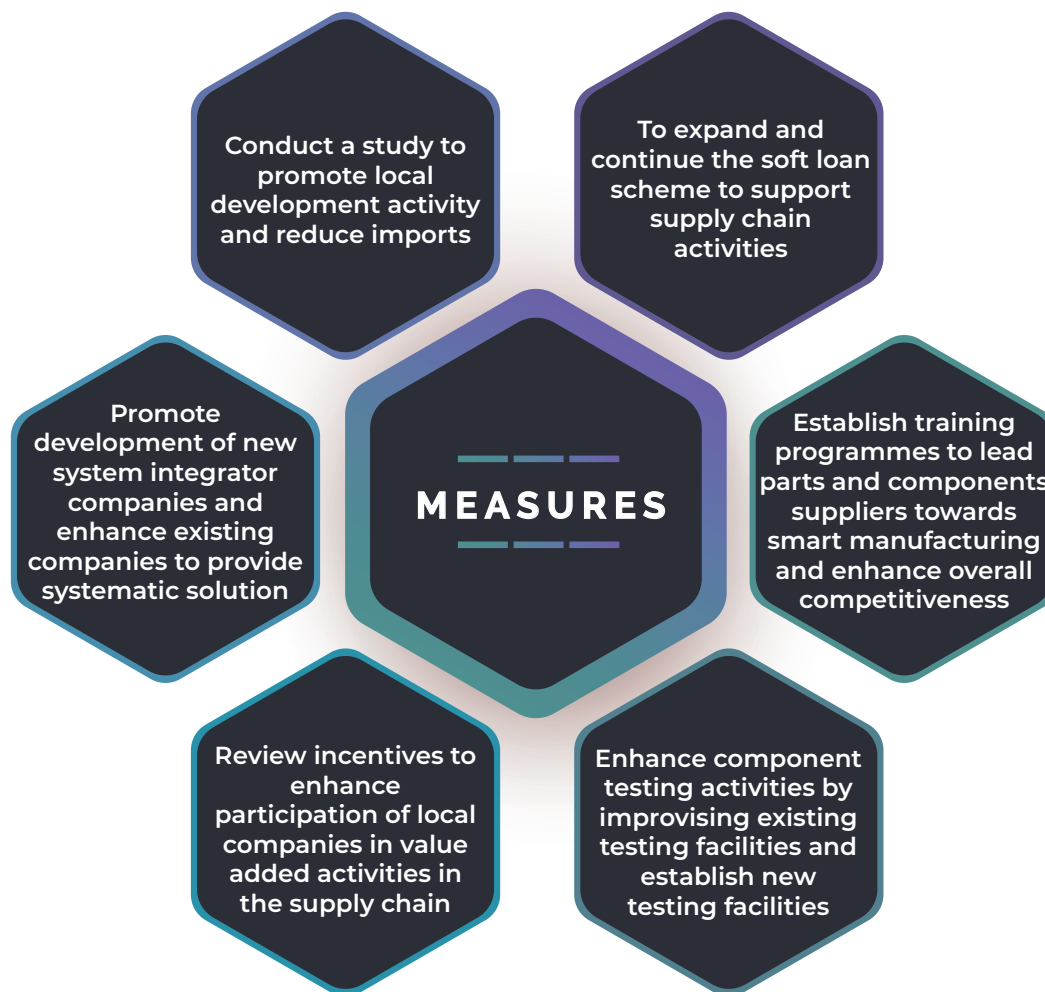 Conduct a study to
promote local
development activity
and reduce imports
To expand and
continue the soft loan
scheme to support
supply chain
activities
Promote
development of new
system integrator
companies and
enhance existing
companies to provide
systematic solution
MEASURES
Establish training
programmes to lead
parts and components
suppliers towards
smart manufacturing
and enhance overall
competitiveness
Review incentives to
enhance
participation of local
companies in value
added activities in
the supply chain
Enhance component
testing activities by
improvising existing
testing facilities and
establish new
testing facilities